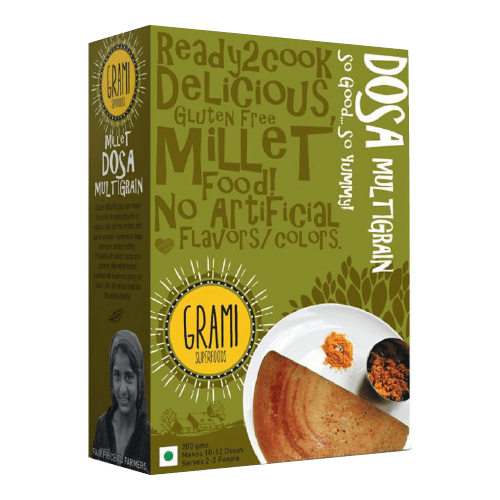 Ready2cook
Delicious,
Gluten Free
Millet
Food!
No Artificial
Flavors/colors.
DOSA MULTIGRAIN
So Good...So Yummy!
GRAMI
SUPERFOODS
200 gms.
Makes 10-12 Dosas
Serves 2-3 People
GRAMI
SUPERFOODS
Millet
DOSA
MULTIGRAIN
FAIR PRICE TO FARMERS